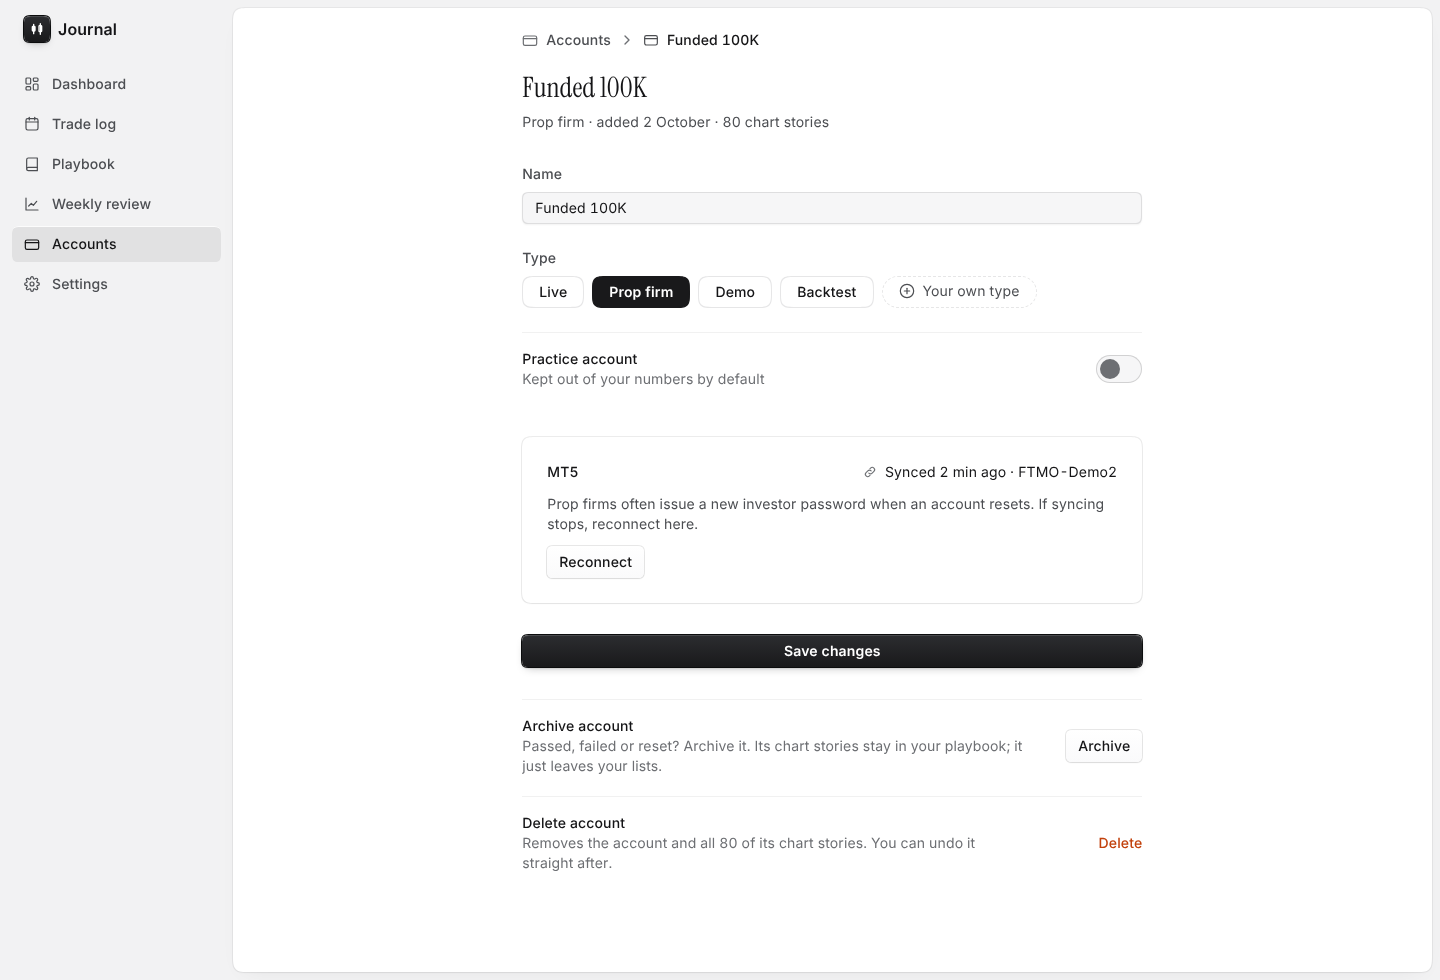 Journal
Dashboard
Trade log
Playbook
Weekly review
Accounts
Settings
Accounts
Funded 100K
Funded 100K
Prop firm · added 2 October · 80 chart stories
Name
Funded 100K
Type
Live
Prop firm
Demo
Backtest
Your own type
Practice account
Kept out of your numbers by default
MT5
Synced 2 min ago · FTMO-Demo2
Prop firms often issue a new investor password when an account resets. If syncing
stops, reconnect here.
Reconnect
Save changes
Archive account
Passed, failed or reset? Archive it. Its chart stories stay in your playbook; it
just leaves your lists.
Archive
Delete account
Removes the account and all 80 of its chart stories. You can undo it
straight after.
Delete